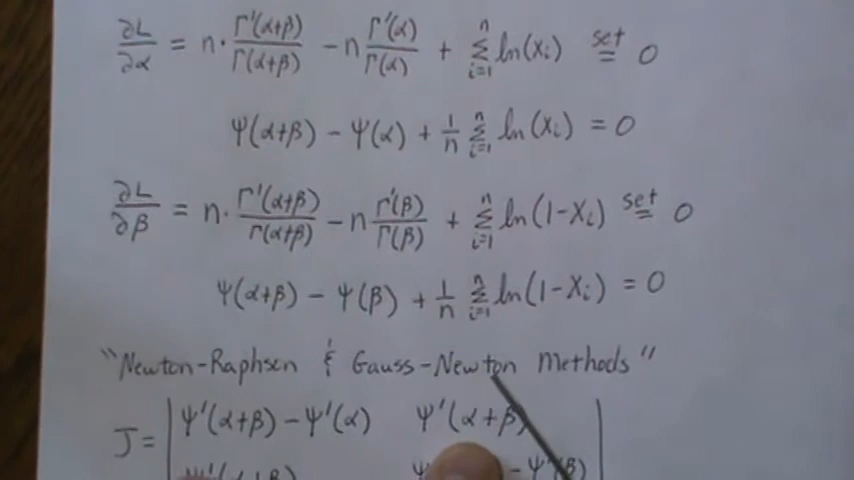 ∂L/∂α = n · Γ'(α+β)/Γ(α+β) − n Γ'(α)/Γ(α) + Σ_{i=1}^{n} ln(xi) set = 0
Ψ(α+β) − Ψ(α) + 1/n Σ_{i=1}^{n} ln(xi) = 0
∂L/∂β = n · Γ'(α+β)/Γ(α+β) − n Γ'(β)/Γ(β) + Σ_{i=1}^{n} ln(1−xi) set = 0
Ψ(α+β) − Ψ(β) + 1/n Σ_{i=1}^{n} ln(1−xi) = 0
"Newton-Raphson & Gauss-Newton Methods"
J = | Ψ'(α+β) − Ψ'(α) Ψ'(α+β) |
Ψ'(α+β) − Ψ'(β)